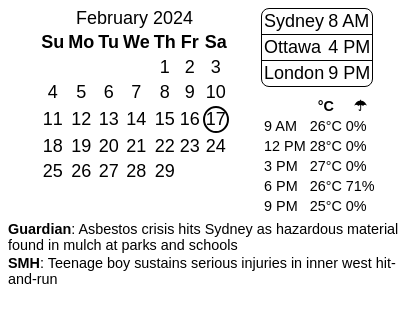 February 2024
Su Mo Tu We Th Fr Sa
1 2 3
4 5 6 7 8 9 10
11 12 13 14 15 16 17
18 19 20 21 22 23 24
25 26 27 28 29
Sydney 8 AM
Ottawa 4 PM
London 9 PM
°C ☂
9 AM 26°C 0%
12 PM 28°C 0%
3 PM 27°C 0%
6 PM 26°C 71%
9 PM 25°C 0%
Guardian: Asbestos crisis hits Sydney as hazardous material
found in mulch at parks and schools
SMH: Teenage boy sustains serious injuries in inner west hit-
and-run